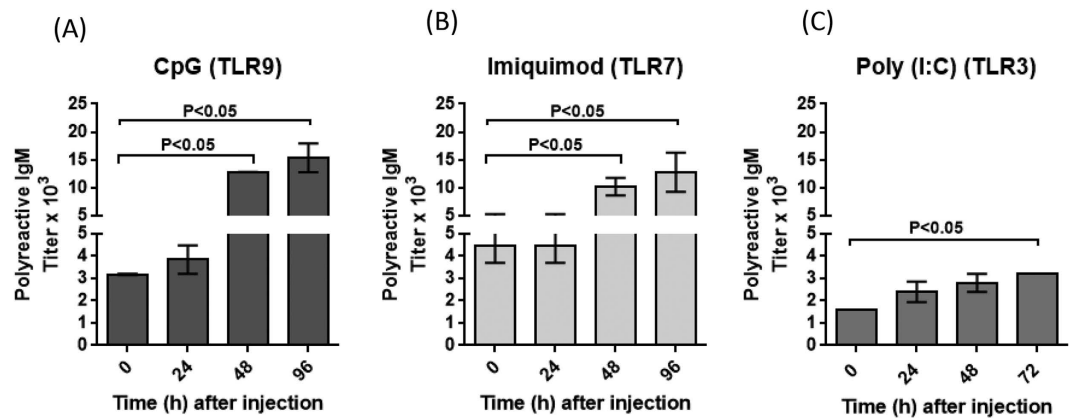 (A)
CpG (TLR9)
Polyreactive IgM
Titer x 10³
25
20
15
10
5
5
4
3
2
1
0
P<0.05
P<0.05
0
24
48
96
Time (h) after injection
(B)
Imiquimod (TLR7)
Polyreactive IgM
Titer x 10³
25
20
15
10
5
5
4
3
2
1
0
P<0.05
P<0.05
0
24
48
96
Time (h) after injection
(C)
Poly (I:C) (TLR3)
Polyreactive IgM
Titer x 10³
25
20
15
10
5
5
4
3
2
1
0
P<0.05
0
24
48
72
Time (h) after injection